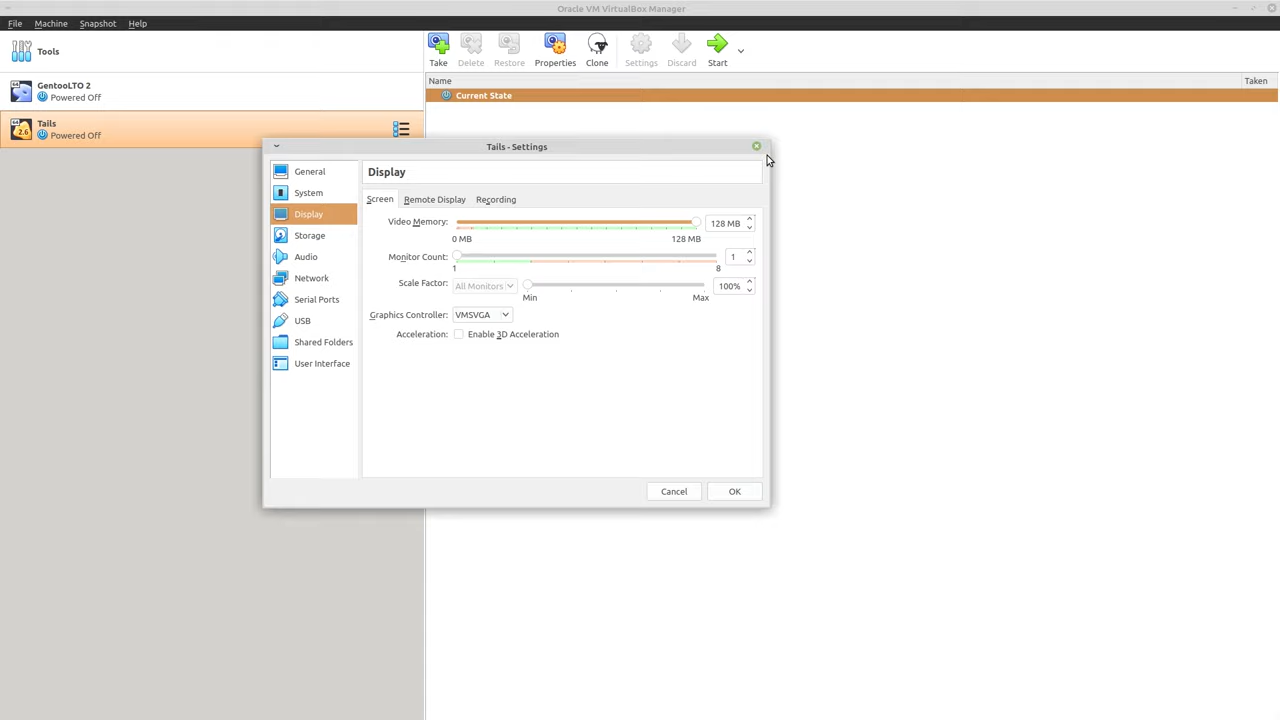 Oracle VM VirtualBox Manager
File Machine Snapshot Help
Tools
Take Delete Restore Properties Clone Settings Discard Start
Name Taken
Current State
64
GentooLTO 2
Powered Off
64
2.6
Tails
Powered Off
Tails - Settings
General
System
Display
Storage
Audio
Network
Serial Ports
USB
Shared Folders
User Interface
Display
Screen Remote Display Recording
Video Memory: 128 MB
0 MB 128 MB
Monitor Count: 1
1 8
Scale Factor: All Monitors 100%
Min Max
Graphics Controller: VMSVGA
Acceleration: Enable 3D Acceleration
Cancel OK